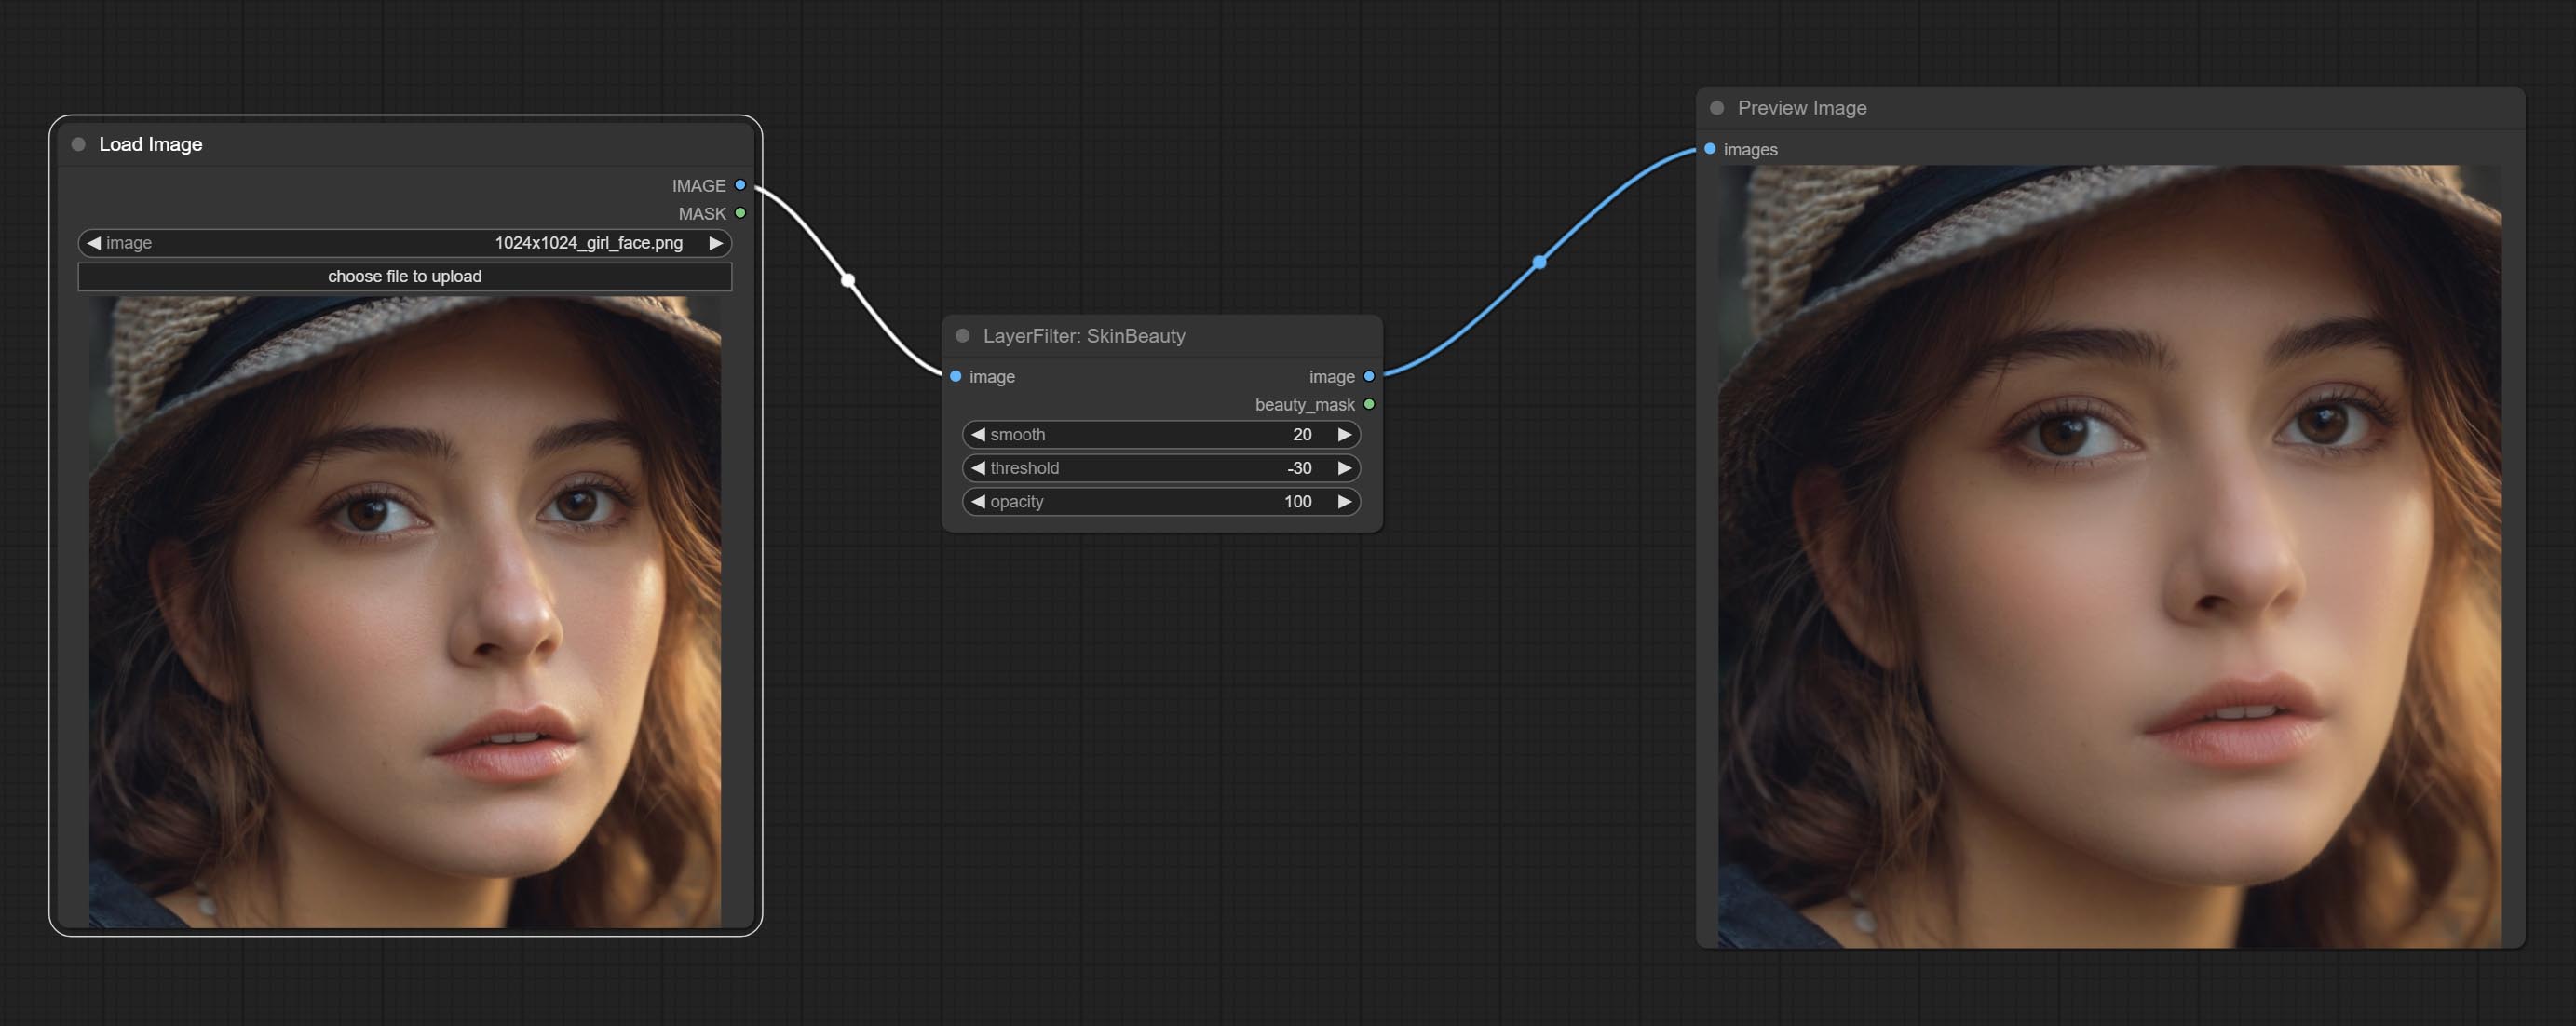 Load Image
IMAGE
MASK
image 1024x1024_girl_face.png
choose file to upload
LayerFilter: SkinBeauty
image image
beauty_mask
smooth 20
threshold -30
opacity 100
Preview Image
images